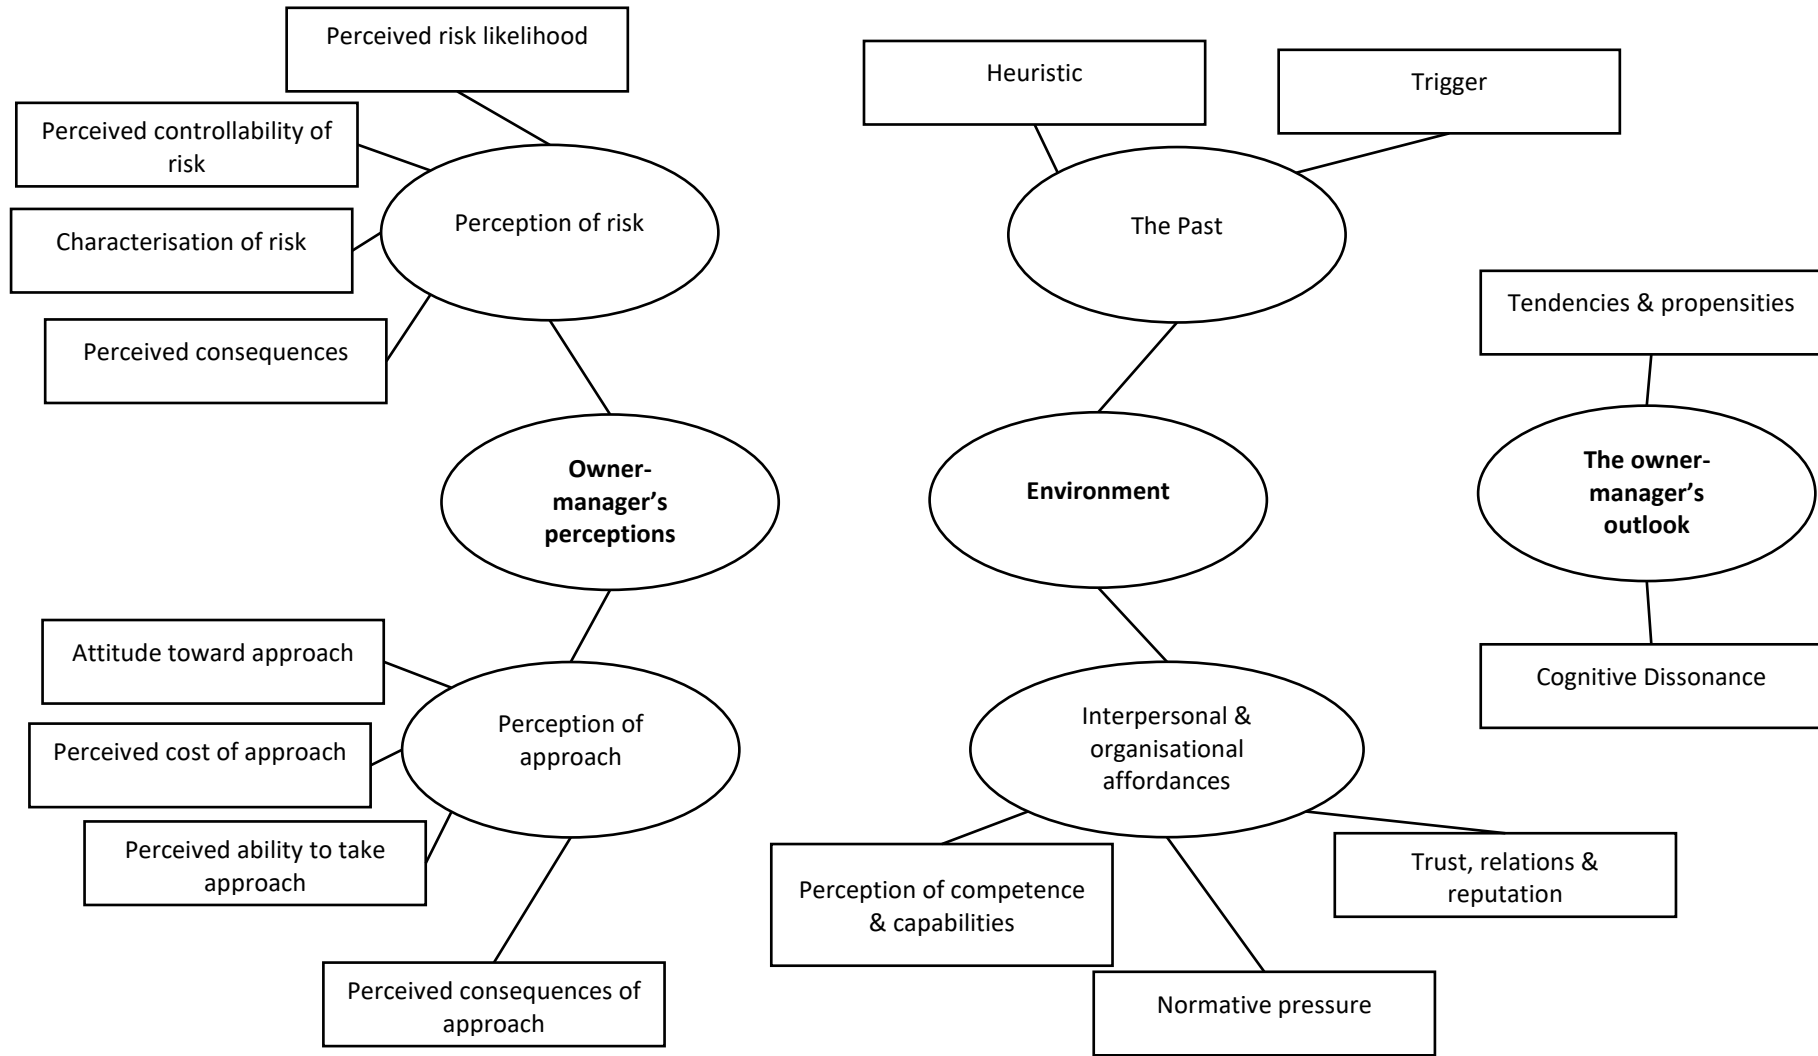 Perceived risk likelihood
Perceived controllability of
risk
Characterisation of risk
Perceived consequences
Perception of risk
Owner-
manager’s
perceptions
Attitude toward approach
Perceived cost of approach
Perceived ability to take
approach
Perceived consequences of
approach
Perception of
approach
Heuristic
Trigger
The Past
Environment
Interpersonal &
organisational
affordances
Perception of competence
& capabilities
Normative pressure
Trust, relations &
reputation
Tendencies & propensities
The owner-
manager’s
outlook
Cognitive Dissonance